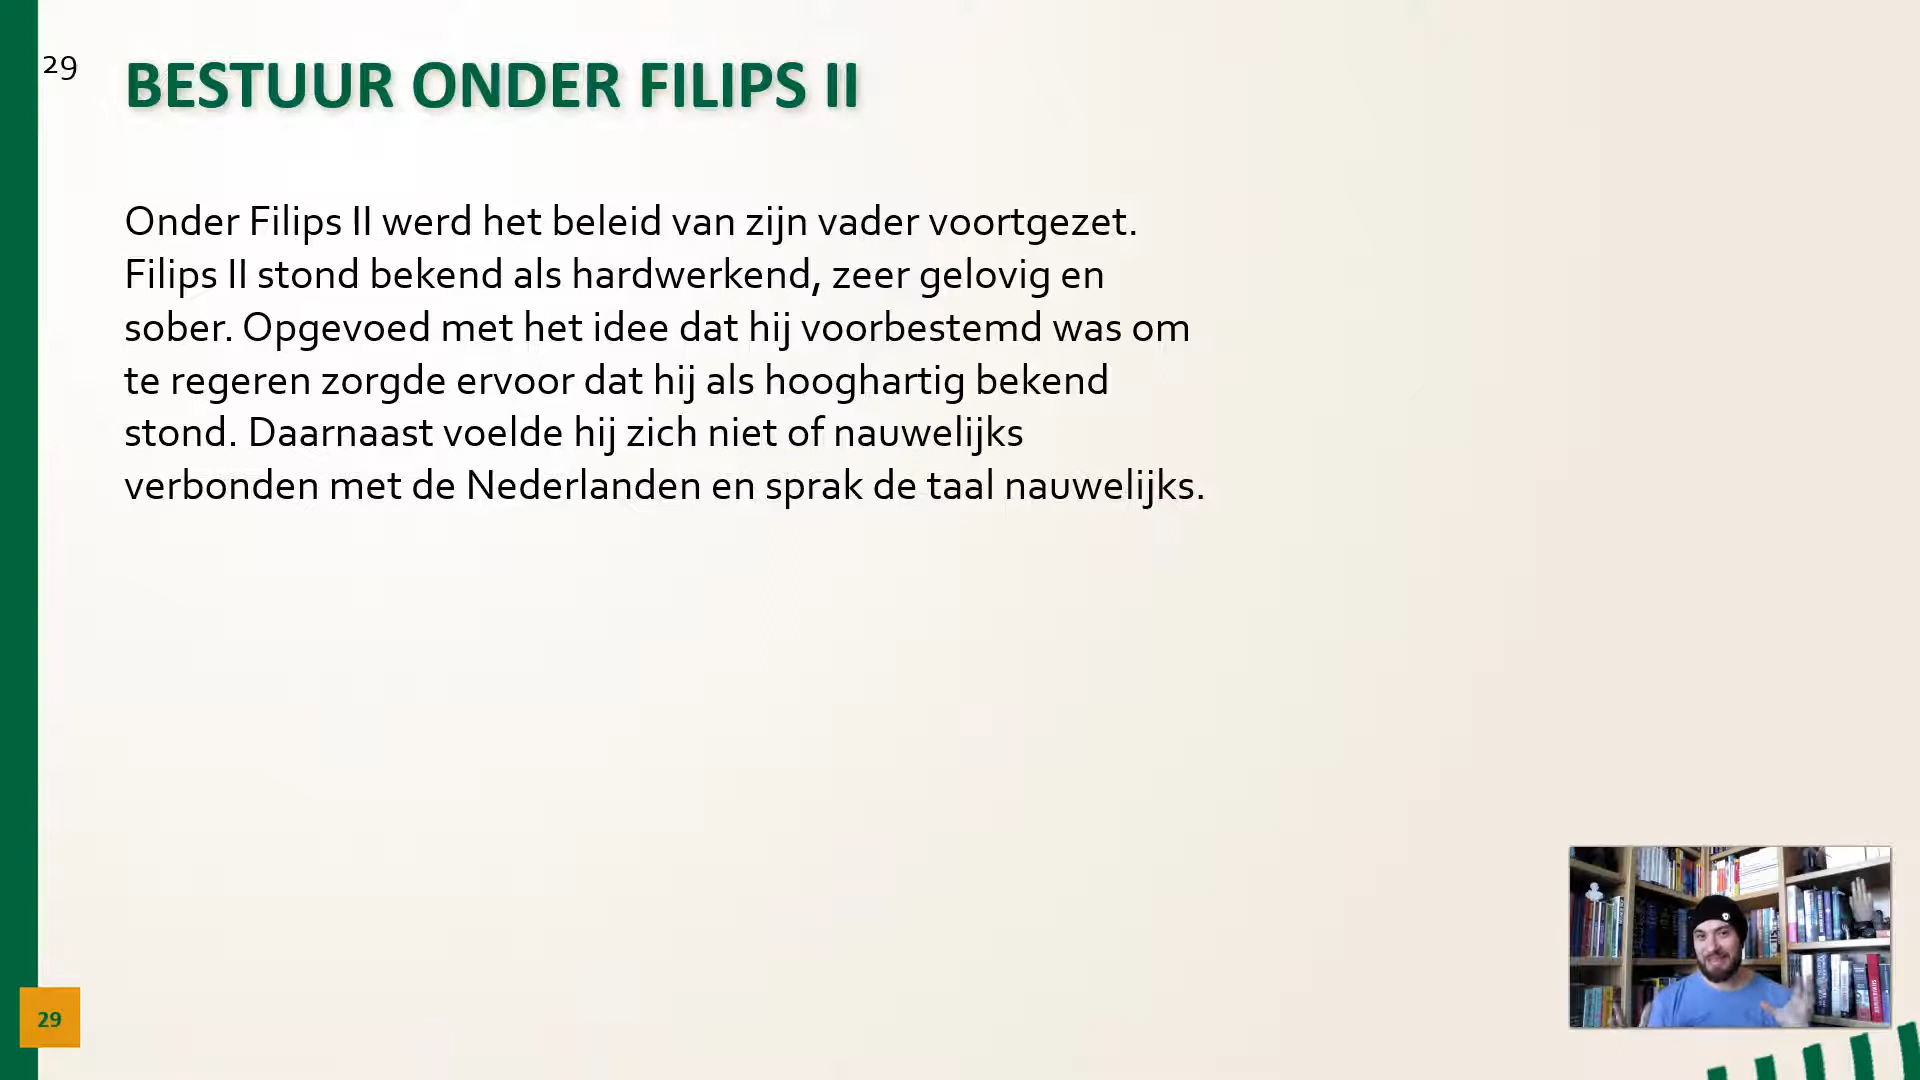 29
BESTUUR ONDER FILIPS II
Onder Filips II werd het beleid van zijn vader voortgezet.
Filips II stond bekend als hardwerkend, zeer gelovig en
sober. Opgevoed met het idee dat hij voorbestemd was om
te regeren zorgde ervoor dat hij als hooghartig bekend
stond. Daarnaast voelde hij zich niet of nauwelijks
verbonden met de Nederlanden en sprak de taal nauwelijks.
29